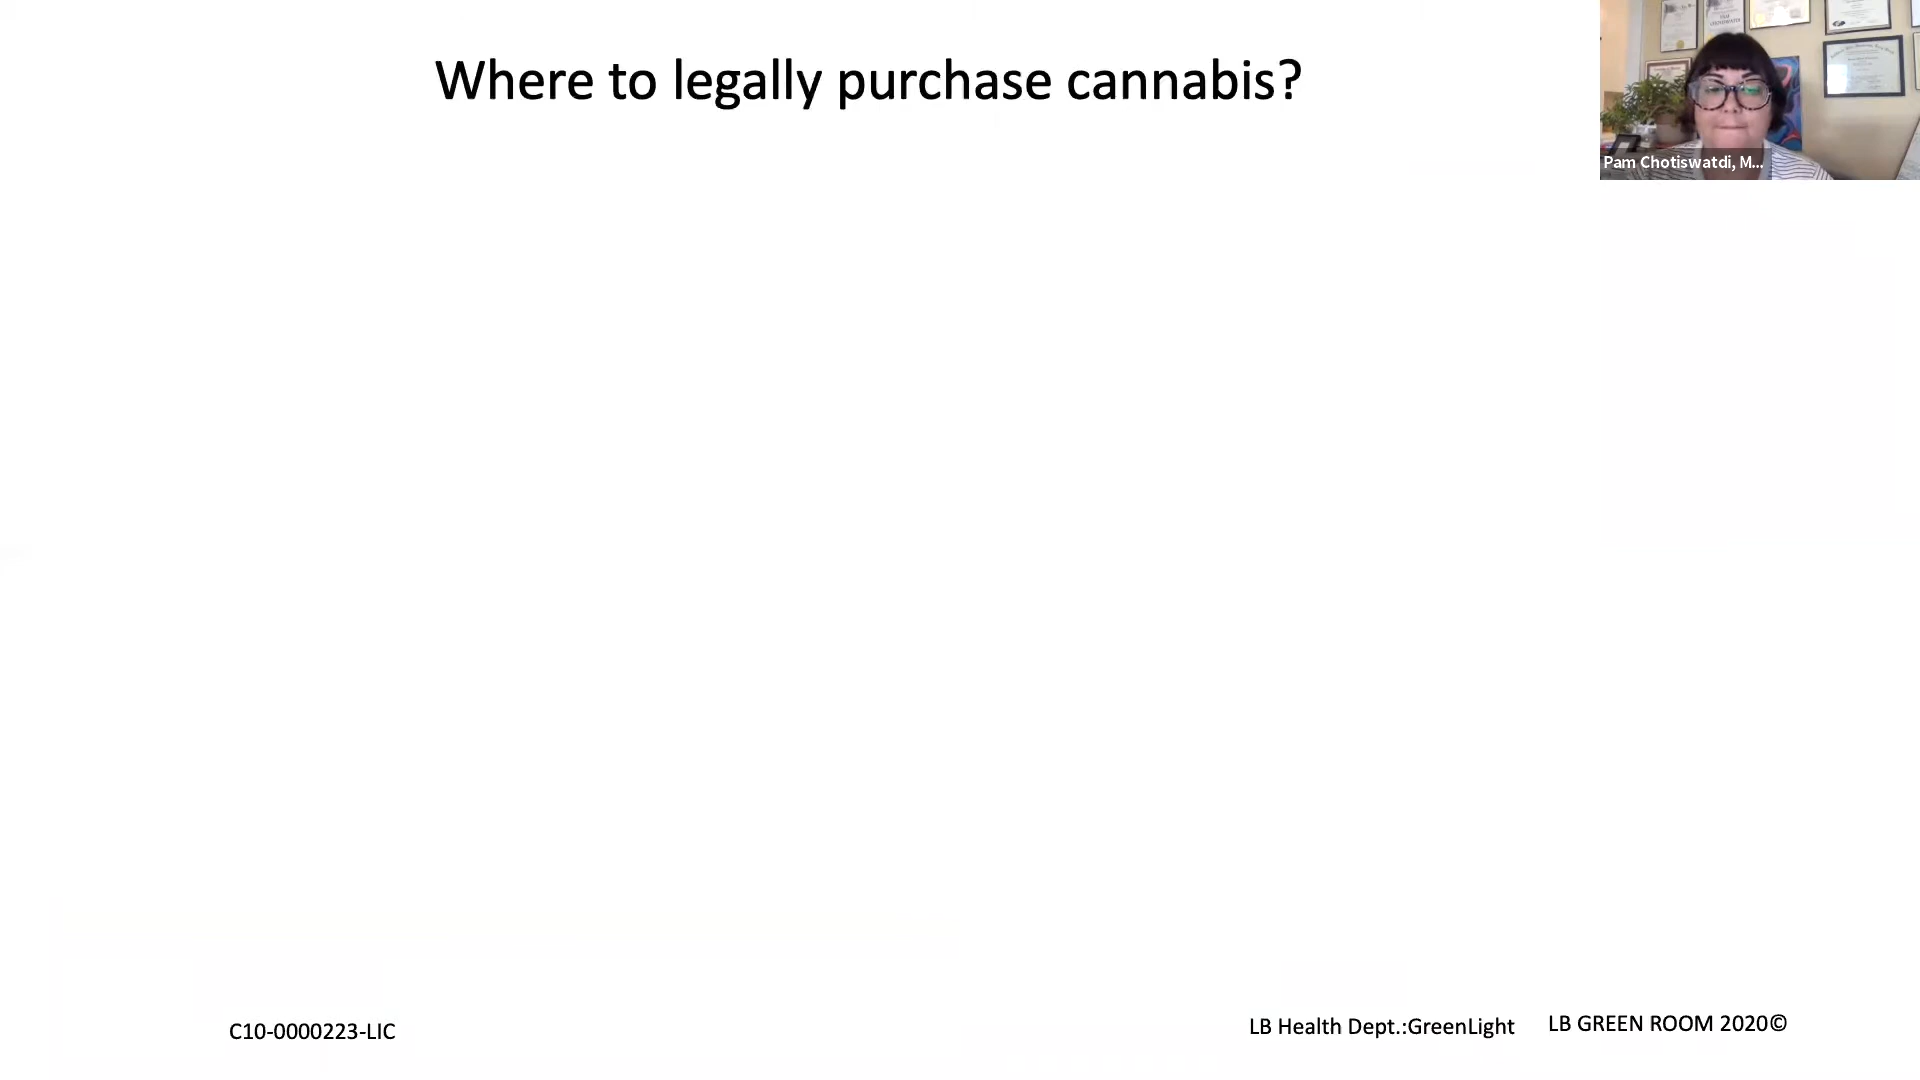 Where to legally purchase cannabis?
Pam Chotiswatdi, M...
C10-0000223-LIC
LB Health Dept.:GreenLight
LB GREEN ROOM 2020©